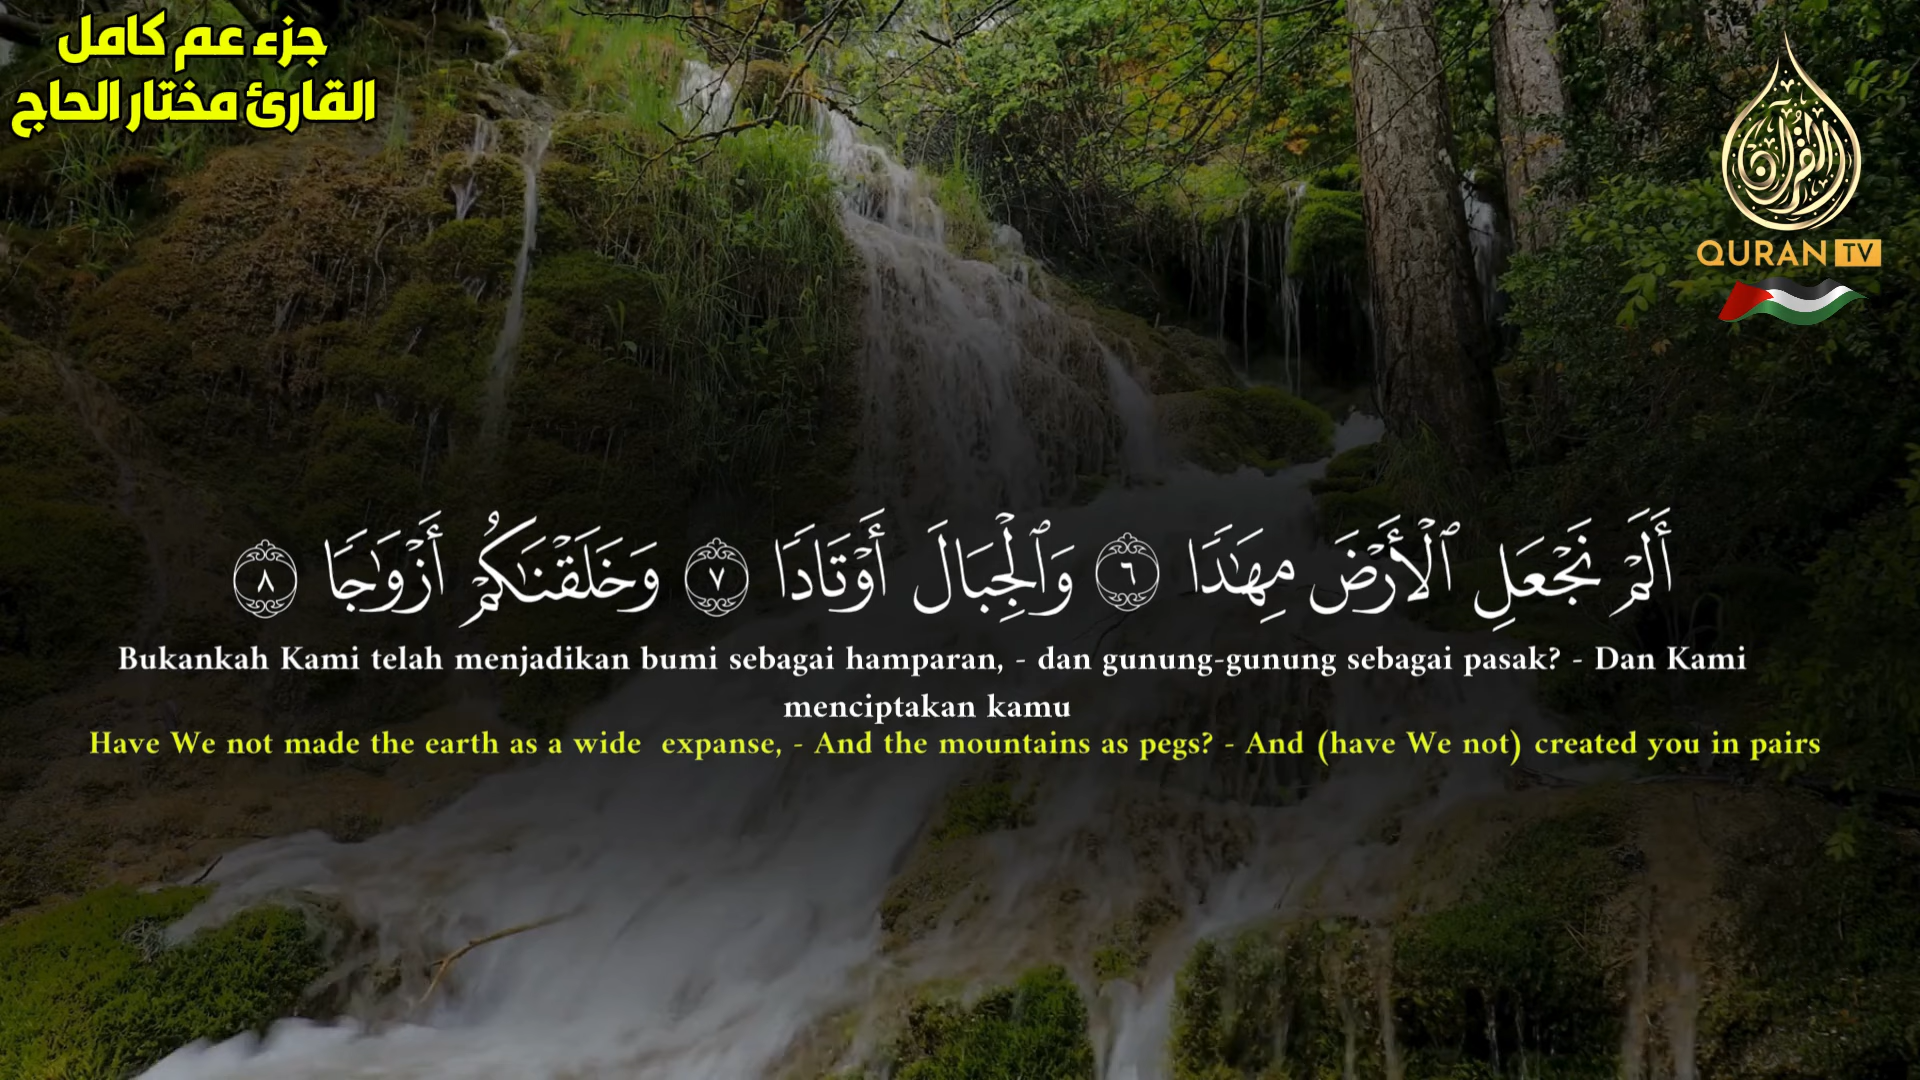 جزء عم كامل
القارئ مختار الحاج
القرآن
QURAN TV
أَلَمۡ نَجۡعَلِ ٱلۡأَرۡضَ مِهَٰدٗا ٦ وَٱلۡجِبَالَ أَوۡتَادٗا ٧ وَخَلَقۡنَٰكُمۡ أَزۡوَٰجٗا ٨
Bukankah Kami telah menjadikan bumi sebagai hamparan, - dan gunung-gunung sebagai pasak? - Dan Kami
menciptakan kamu
Have We not made the earth as a wide  expanse, - And the mountains as pegs? - And (have We not) created you in pairs